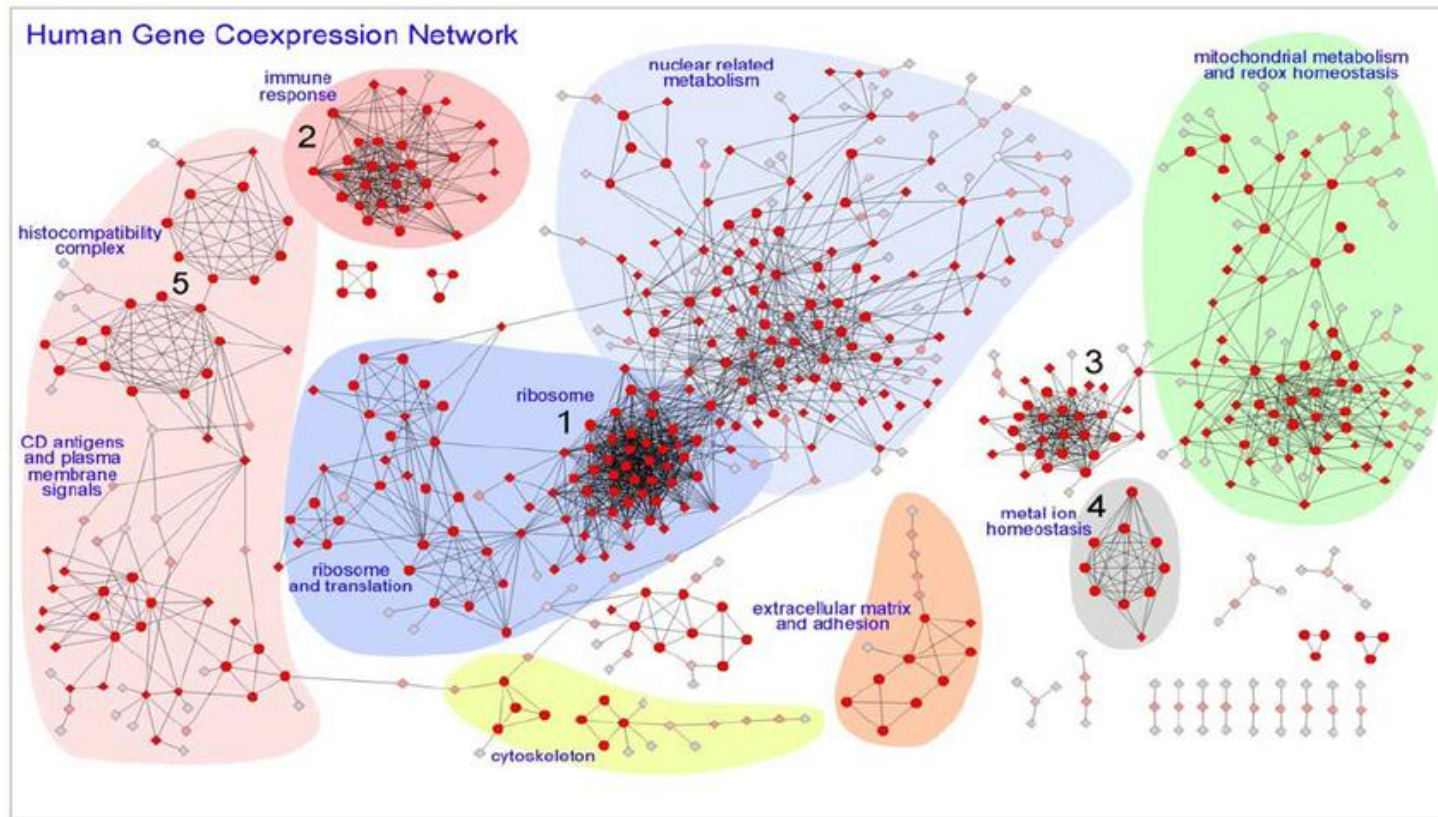 Human Gene Coexpression Network
immune
response
2
nuclear related
metabolism
mitochondrial metabolism
and redox homeostasis
histocompatibility
complex
5
ribosome
1
3
CD antigens
and plasma
membrane
signals
metal ion
homeostasis
4
ribosome
and translation
extracellular matrix
and adhesion
cytoskeleton